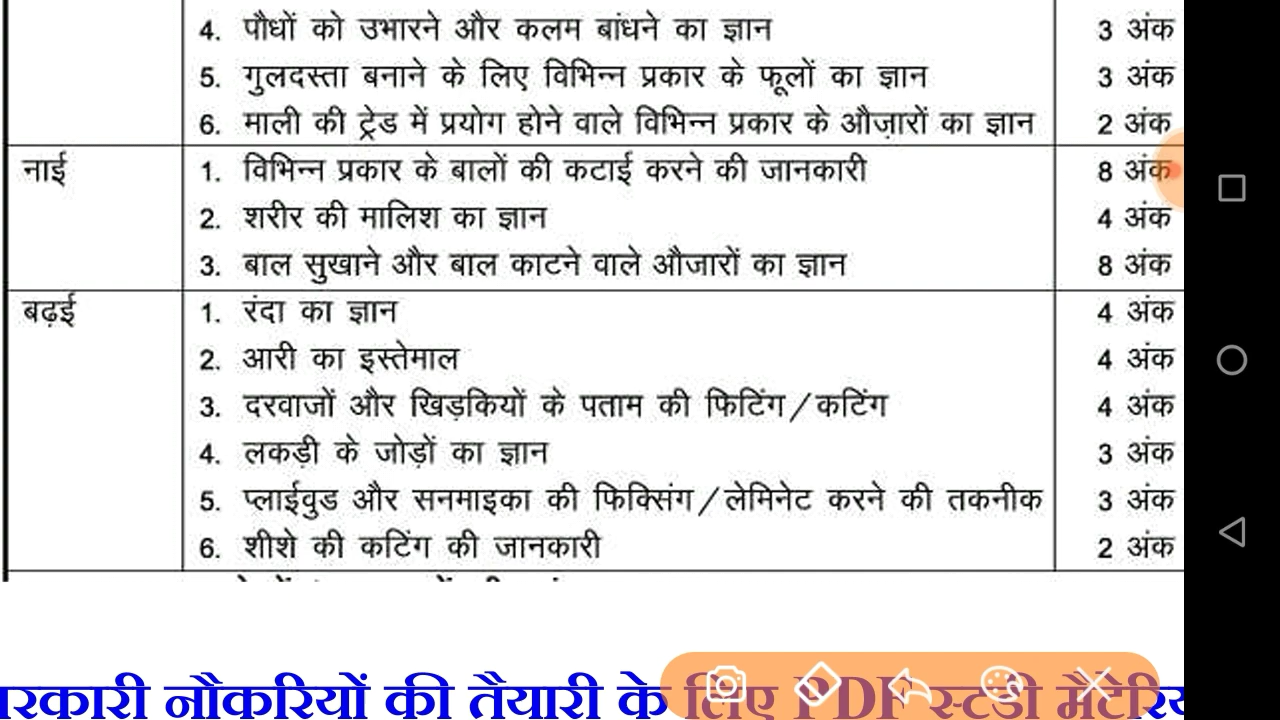 4. पौधों को उभारने और कलम बांधने का ज्ञान 3 अंक
5. गुलदस्ता बनाने के लिए विभिन्न प्रकार के फूलों का ज्ञान 3 अंक
6. माली की ट्रेड में प्रयोग होने वाले विभिन्न प्रकार के औज़ारों का ज्ञान 2 अंक
नाई 1. विभिन्न प्रकार के बालों की कटाई करने की जानकारी 8 अंक
2. शरीर की मालिश का ज्ञान 4 अंक
3. बाल सुखाने और बाल काटने वाले औजारों का ज्ञान 8 अंक
बढ़ई 1. रंदा का ज्ञान 4 अंक
2. आरी का इस्तेमाल 4 अंक
3. दरवाजों और खिड़कियों के पताम की फिटिंग/कटिंग 4 अंक
4. लकड़ी के जोड़ों का ज्ञान 3 अंक
5. प्लाईवुड और सनमाइका की फिक्सिंग/लेमिनेट करने की तकनीक 3 अंक
6. शीशे की कटिंग की जानकारी 2 अंक
रकारी नौकरियों की तैयारी के लिए PDF स्टडी मैटेरिय